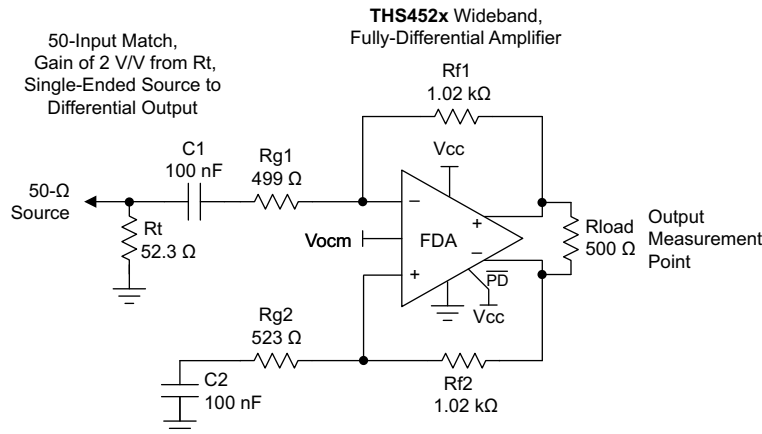 THS452x Wideband,
Fully-Differential Amplifier
50-Input Match,
Gain of 2 V/V from Rt,
Single-Ended Source to
Differential Output
Rf1
1.02 kΩ
C1
100 nF
Rg1
499 Ω
Vcc
50-Ω
Source
Rt
52.3 Ω
Vocm
−
+
FDA
−
+
PD
Vcc
Rload
500 Ω
Output
Measurement
Point
Rg2
523 Ω
C2
100 nF
Rf2
1.02 kΩ